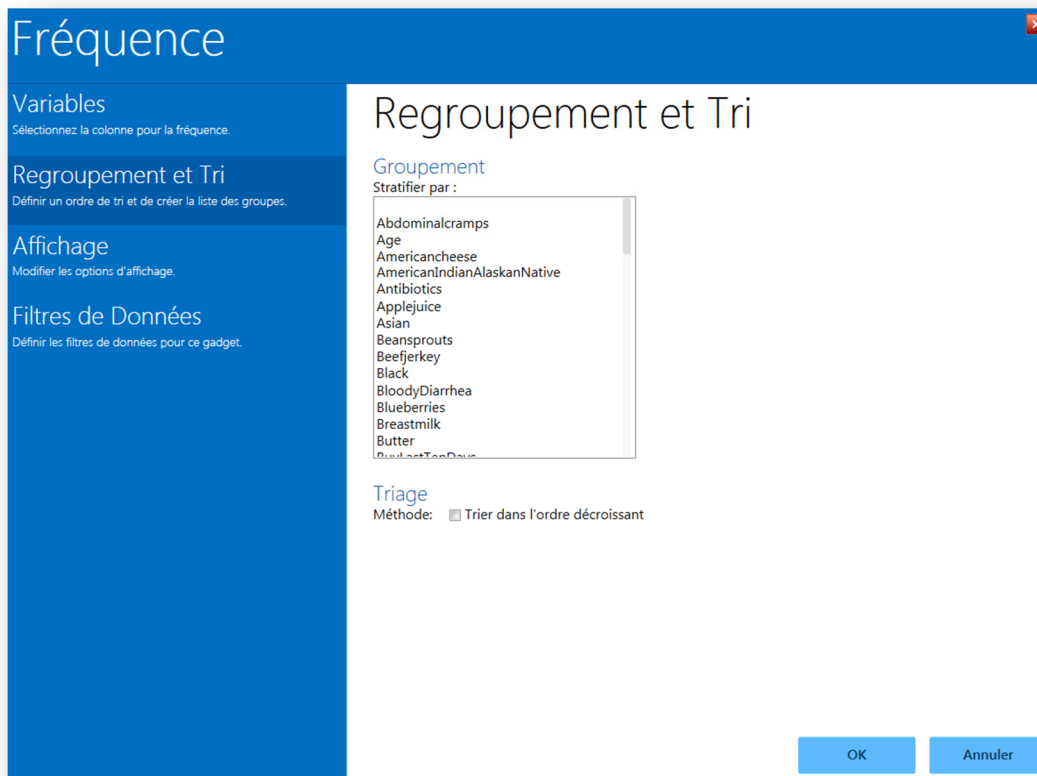 Fréquence
Variables
Sélectionnez la colonne pour la fréquence.
Regroupement et Tri
Définir un ordre de tri et de créer la liste des groupes.
Affichage
Modifier les options d'affichage.
Filtres de Données
Définir les filtres de données pour ce gadget.
Regroupement et Tri
Groupement
Stratifier par :
Abdominalcramps
Age
Americancheese
AmericanIndianAlaskanNative
Antibiotics
Applejuice
Asian
Beansprouts
Beefjerkey
Black
BloodyDiarrhea
Blueberries
Breastmilk
Butter
BuyLastTenDays
Triage
Méthode: Trier dans l'ordre décroissant
OK Annuler